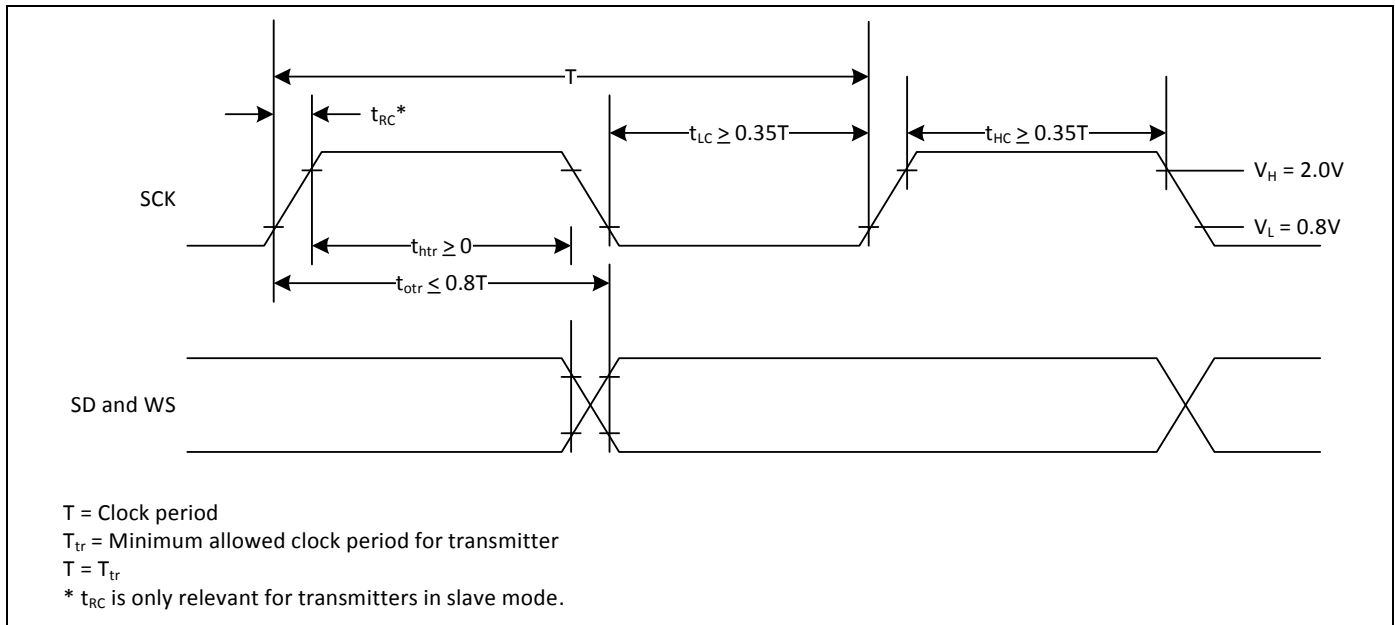 T
t_RC*
t_LC ≥ 0.35T
t_HC ≥ 0.35T
SCK
V_H = 2.0V
V_L = 0.8V
t_htr ≥ 0
t_otr ≤ 0.8T
SD and WS
T = Clock period
T_tr = Minimum allowed clock period for transmitter
T = T_tr
* t_RC is only relevant for transmitters in slave mode.